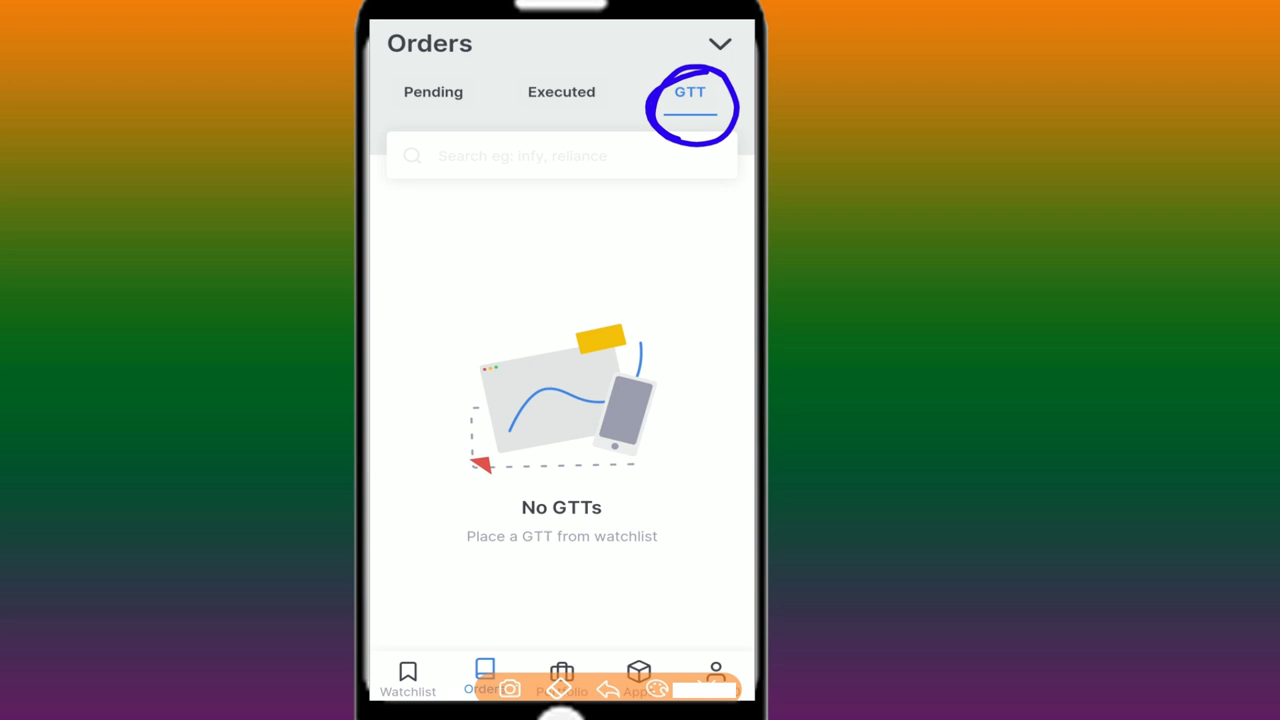 Orders
Pending Executed GTT
Search eg: infy, reliance
No GTTs
Place a GTT from watchlist
Watchlist